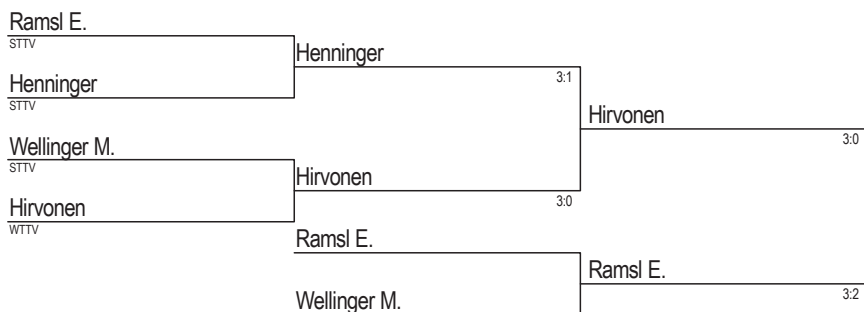 Ramsl E.
STTV
Henninger
Henninger
3:1
STTV
Hirvonen
3:0
Wellinger M.
STTV
Hirvonen
3:0
Hirvonen
WTTV
Ramsl E.
Ramsl E.
3:2
Wellinger M.